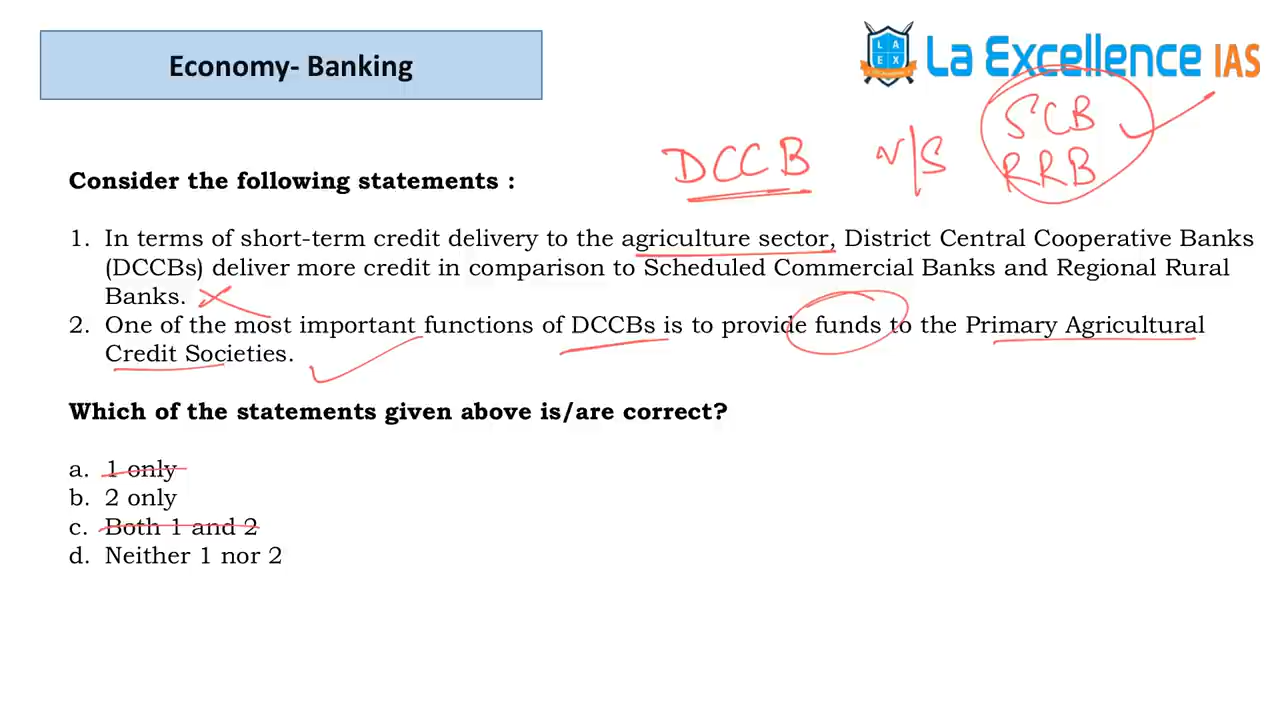 Economy- Banking
L A
E X
La Excellence IAS
DCCB V/S SCB
RRB
Consider the following statements :
1. In terms of short-term credit delivery to the agriculture sector, District Central Cooperative Banks
(DCCBs) deliver more credit in comparison to Scheduled Commercial Banks and Regional Rural
Banks.
2. One of the most important functions of DCCBs is to provide funds to the Primary Agricultural
Credit Societies.
Which of the statements given above is/are correct?
a. 1 only
b. 2 only
c. Both 1 and 2
d. Neither 1 nor 2